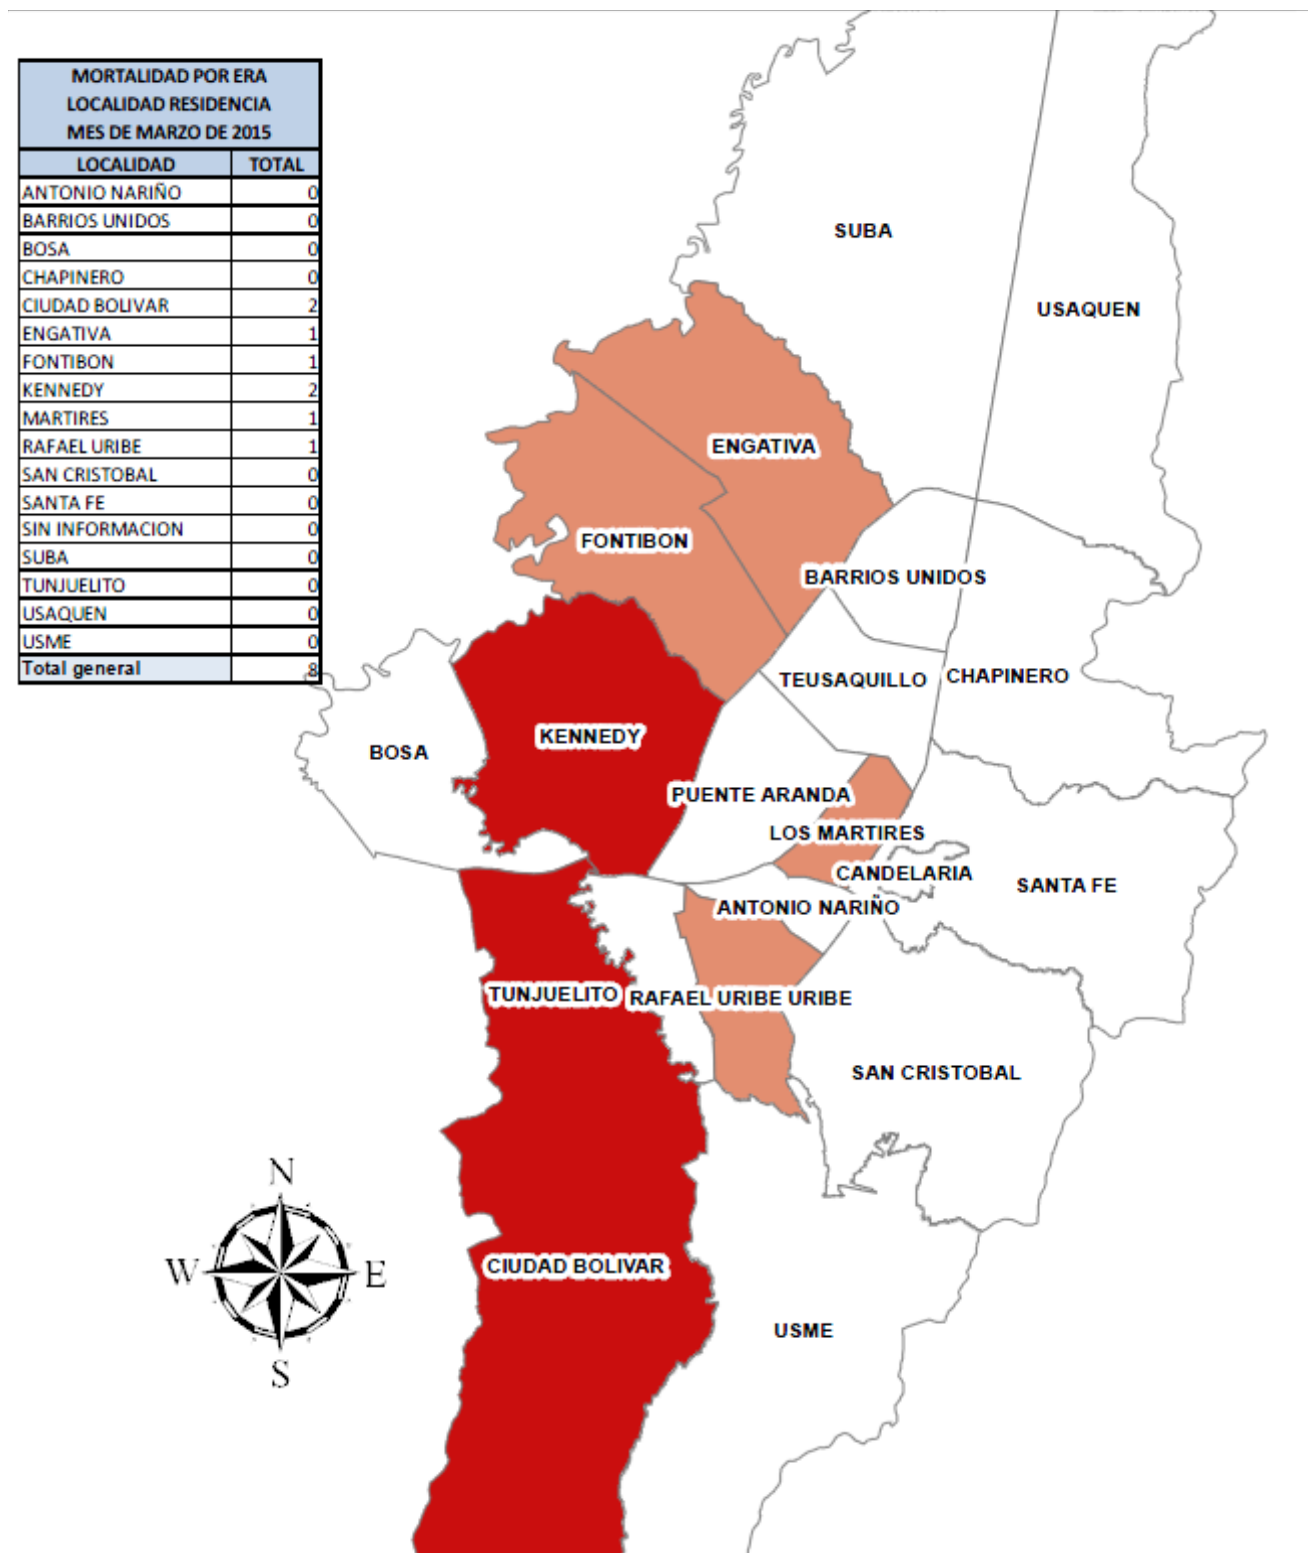 MORTALIDAD POR ERA
LOCALIDAD RESIDENCIA
MES DE MARZO DE 2015
LOCALIDAD TOTAL
ANTONIO NARIÑO 0
BARRIOS UNIDOS 0
BOSA 0
CHAPINERO 0
CIUDAD BOLIVAR 2
ENGATIVA 1
FONTIBON 1
KENNEDY 2
MARTIRES 1
RAFAEL URIBE 1
SAN CRISTOBAL 0
SANTA FE 0
SIN INFORMACION 0
SUBA 0
TUNJUELITO 0
USAQUEN 0
USME 0
Total general 8
SUBA
USAQUEN
ENGATIVA
FONTIBON
BARRIOS UNIDOS
TEUSAQUILLO
CHAPINERO
KENNEDY
BOSA
PUENTE ARANDA
LOS MARTIRES
CANDELARIA
SANTA FE
ANTONIO NARIÑO
TUNJUELITO
RAFAEL URIBE URIBE
SAN CRISTOBAL
CIUDAD BOLIVAR
USME
N
W
E
S